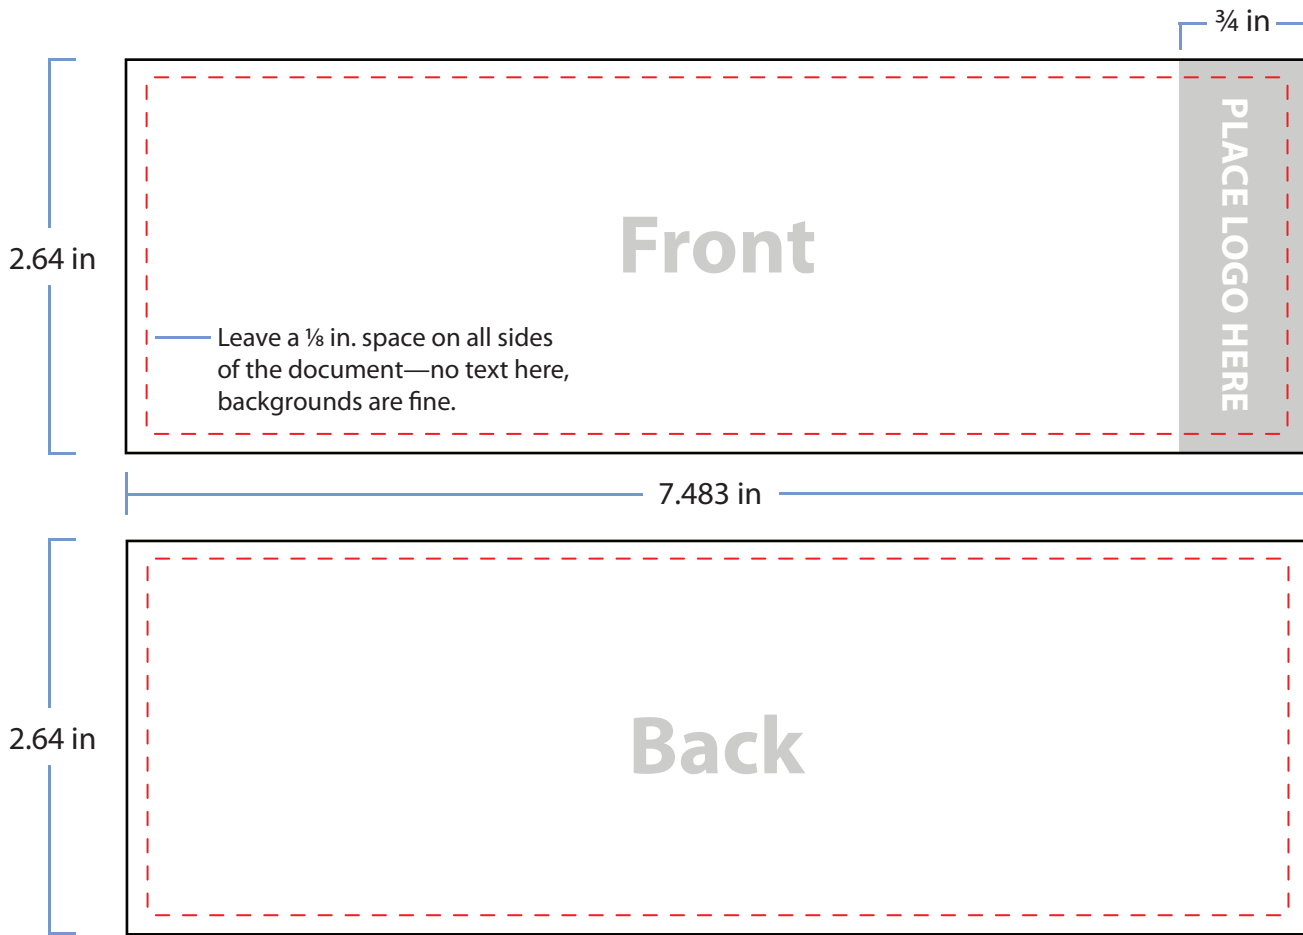 ¾ in
PLACE LOGO HERE
Front
2.64 in
Leave a ⅛ in. space on all sides
of the document—no text here,
backgrounds are fine.
7.483 in
Back
2.64 in